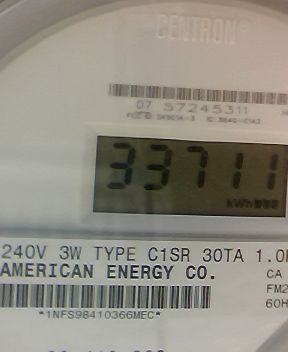 CENTRON®
07 57245311
33711
kWh
240V 3W TYPE C1SR 30TA 1.0
AMERICAN ENERGY CO.
CA
FM2
60H
*1NFS98410366MEC*